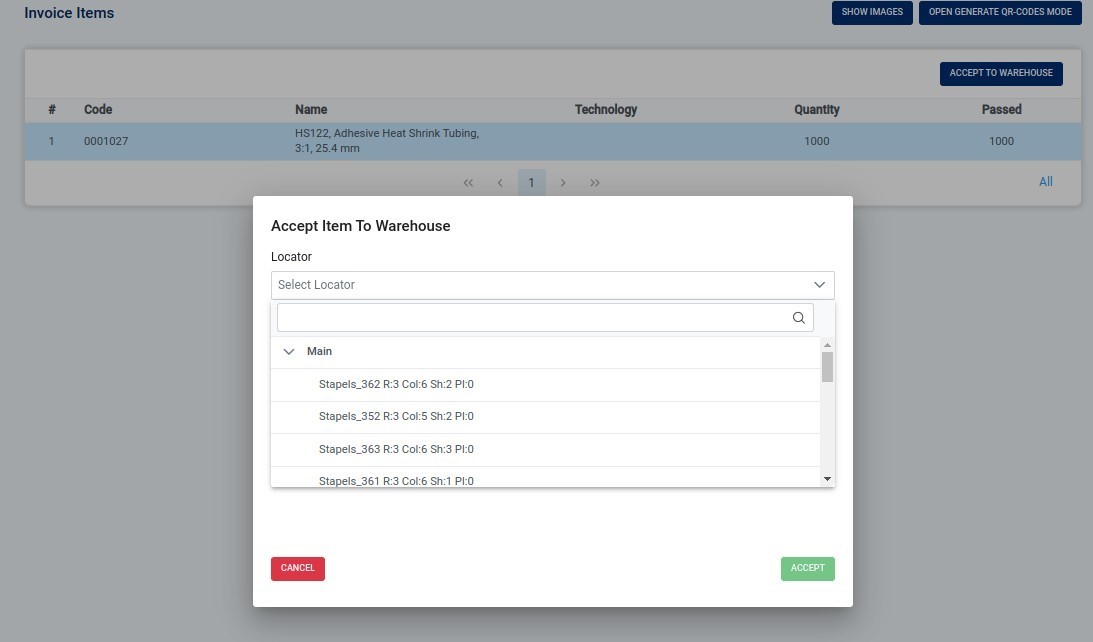 Invoice Items
SHOW IMAGES
OPEN GENERATE QR-CODES MODE
ACCEPT TO WAREHOUSE
# Code Name Technology Quantity Passed
1 0001027 HS122, Adhesive Heat Shrink Tubing, 1000 1000
3:1, 25.4 mm
1
All
Accept Item To Warehouse
Locator
Select Locator
Main
Stapels_362 R:3 Col:6 Sh:2 Pl:0
Stapels_352 R:3 Col:5 Sh:2 Pl:0
Stapels_363 R:3 Col:6 Sh:3 Pl:0
Stapels_361 R:3 Col:6 Sh:1 Pl:0
CANCEL
ACCEPT